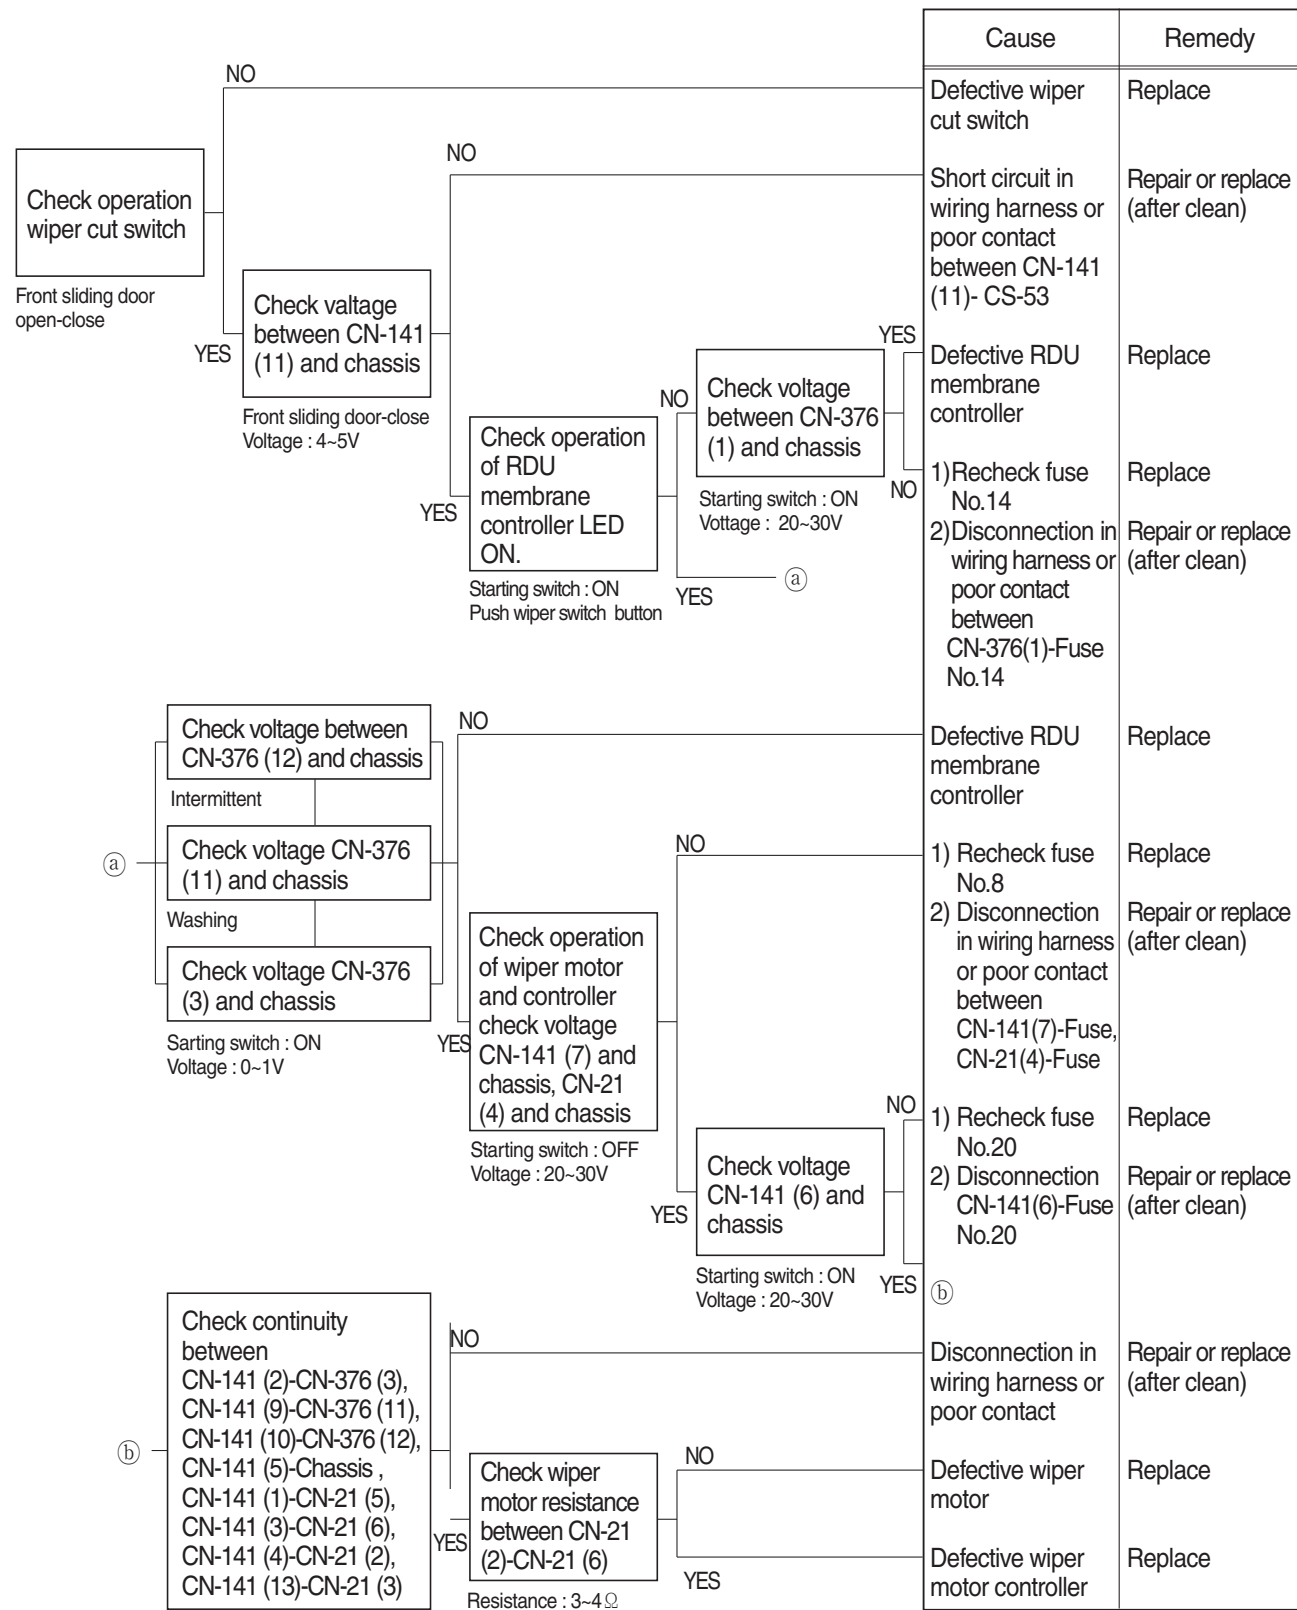 Cause
Remedy
NO
Defective wiper
cut switch
Replace
Check operation
wiper cut switch
Front sliding door
open-close
NO
Short circuit in
wiring harness or
poor contact
between CN-141
(11)- CS-53
Repair or replace
(after clean)
YES
Check valtage
between CN-141
(11) and chassis
Front sliding door-close
Voltage : 4~5V
YES
Check operation
of RDU
membrane
controller LED
ON.
Starting switch : ON
Push wiper switch button
NO
Check voltage
between CN-376
(1) and chassis
Starting switch : ON
Vottage : 20~30V
YES
Defective RDU
membrane
controller
Replace
NO
1)Recheck fuse
No.14
Replace
2)Disconnection in
wiring harness or
poor contact
between
CN-376(1)-Fuse
No.14
Repair or replace
(after clean)
YES
ⓐ
ⓐ
Check voltage between
CN-376 (12) and chassis
Intermittent
Check voltage CN-376
(11) and chassis
Washing
Check voltage CN-376
(3) and chassis
Sarting switch : ON
Voltage : 0~1V
NO
Defective RDU
membrane
controller
Replace
YES
Check operation
of wiper motor
and controller
check voltage
CN-141 (7) and
chassis, CN-21
(4) and chassis
Starting switch : OFF
Voltage : 20~30V
NO
1) Recheck fuse
No.8
Replace
2) Disconnection
in wiring harness
or poor contact
between
CN-141(7)-Fuse,
CN-21(4)-Fuse
Repair or replace
(after clean)
YES
Check voltage
CN-141 (6) and
chassis
Starting switch : ON
Voltage : 20~30V
NO
1) Recheck fuse
No.20
Replace
2) Disconnection
CN-141(6)-Fuse
No.20
Repair or replace
(after clean)
YES
ⓑ
ⓑ
Check continuity
between
CN-141 (2)-CN-376 (3),
CN-141 (9)-CN-376 (11),
CN-141 (10)-CN-376 (12),
CN-141 (5)-Chassis ,
CN-141 (1)-CN-21 (5),
CN-141 (3)-CN-21 (6),
CN-141 (4)-CN-21 (2),
CN-141 (13)-CN-21 (3)
NO
Disconnection in
wiring harness or
poor contact
Repair or replace
(after clean)
YES
Check wiper
motor resistance
between CN-21
(2)-CN-21 (6)
Resistance : 3~4Ω
NO
Defective wiper
motor
Replace
YES
Defective wiper
motor controller
Replace